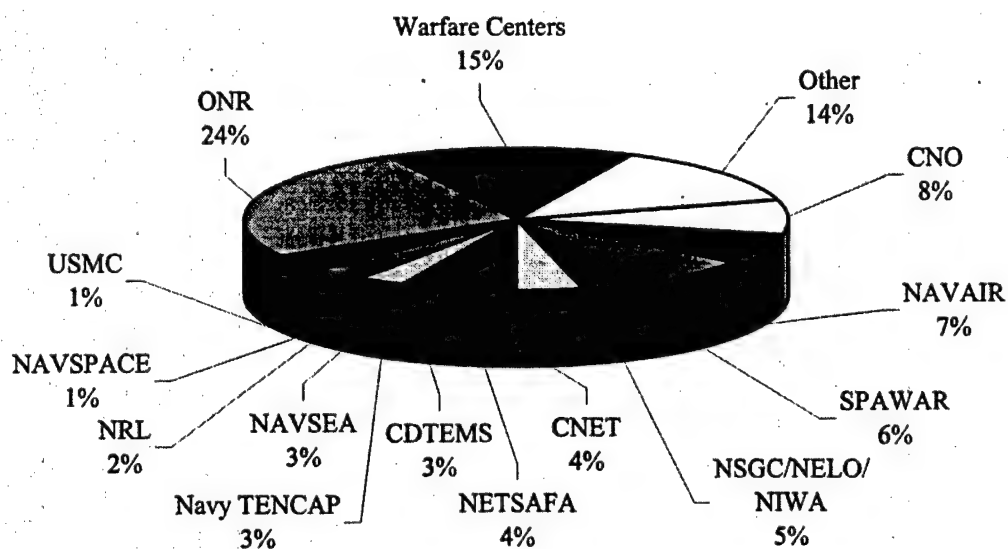 Warfare Centers
15%
Other
14%
CNO
8%
NAVAIR
7%
SPAWAR
6%
NSGC/NELO/
NIWA
5%
CNET
4%
NETSAFA
4%
CDTEMS
3%
Navy TENCAP
3%
NAVSEA
3%
NRL
2%
NAVSPACE
1%
USMC
1%
ONR
24%